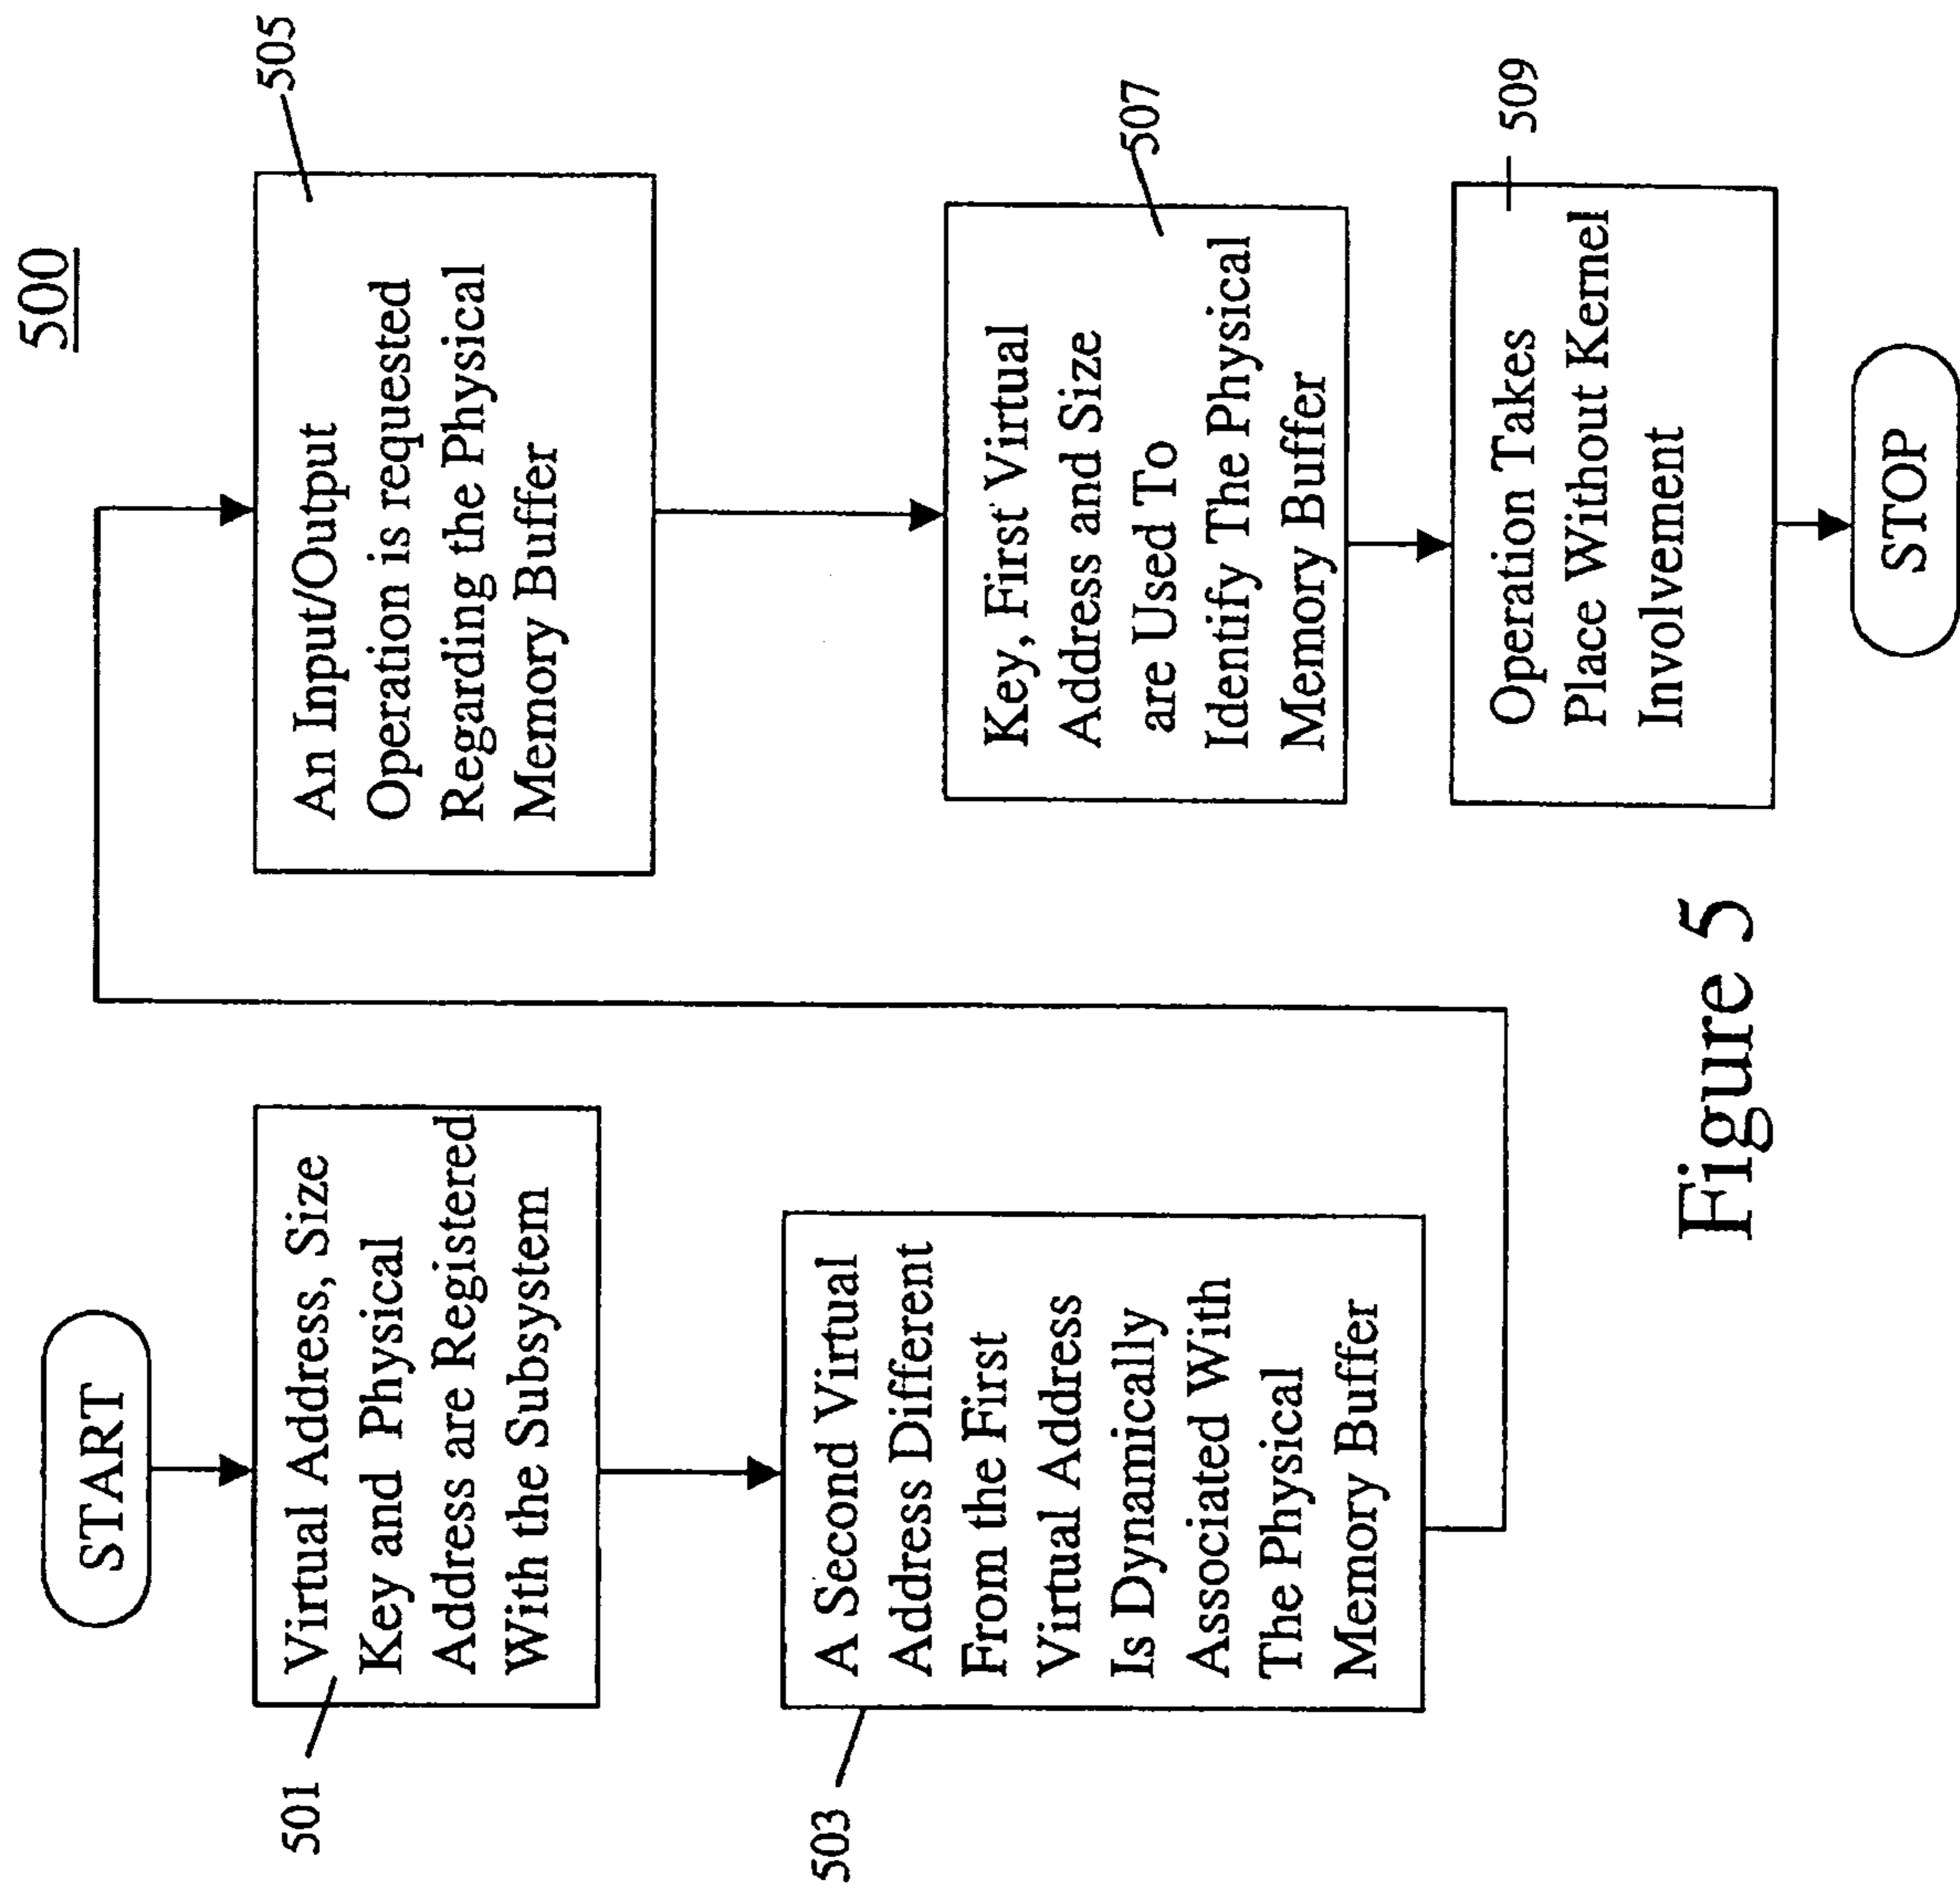 500
START
501
Virtual Address, Size
Key and Physical
Address are Registered
With the Subsystem
503
A Second Virtual
Address Different
From the First
Virtual Address
Is Dynamically
Associated With
The Physical
Memory Buffer
505
An Input/Output
Operation is requested
Regarding the Physical
Memory Buffer
507
Key, First Virtual
Address and Size
are Used To
Identify The Physical
Memory Buffer
509
Operation Takes
Place Without Kernel
Involvement
STOP
Figure 5